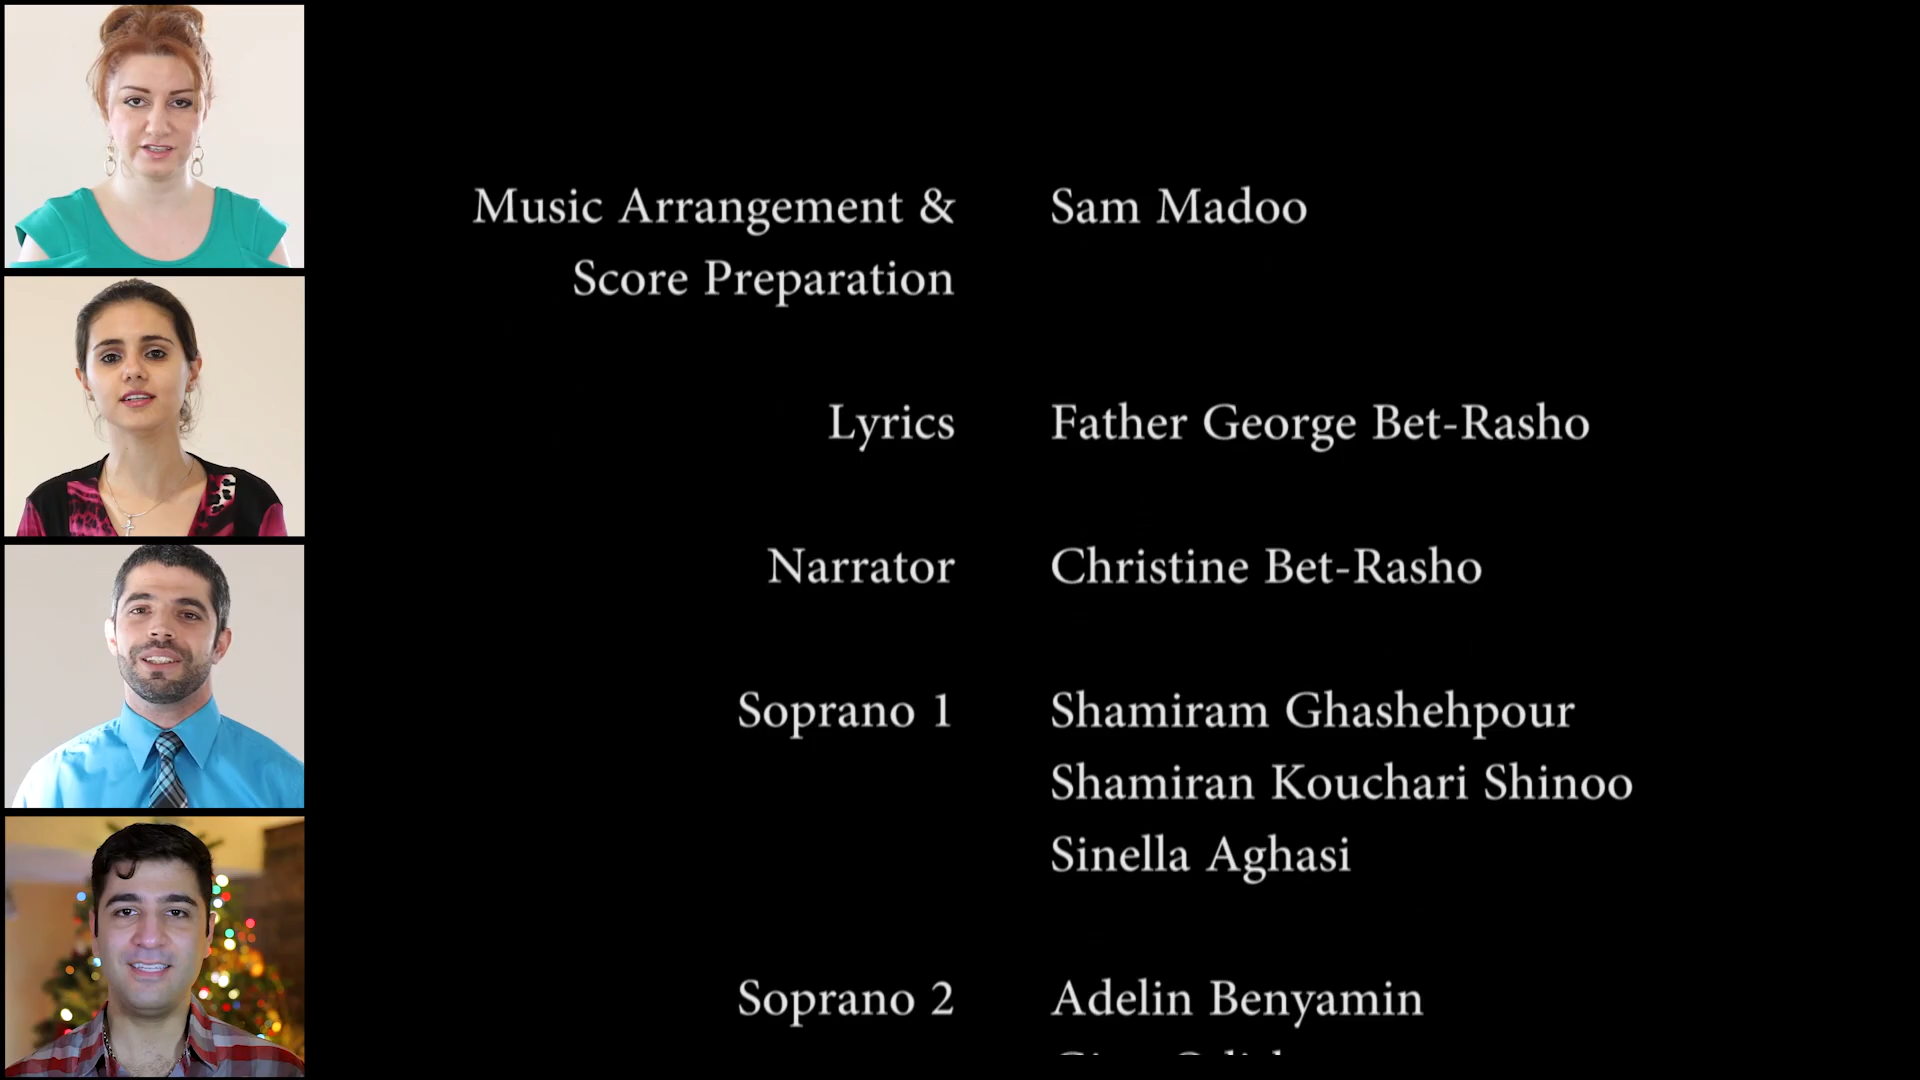 Music Arrangement & Sam Madoo
Score Preparation
Lyrics Father George Bet-Rasho
Narrator Christine Bet-Rasho
Soprano 1 Shamiram Ghashehpour
Shamiran Kouchari Shinoo
Sinella Aghasi
Soprano 2 Adelin Benyamin